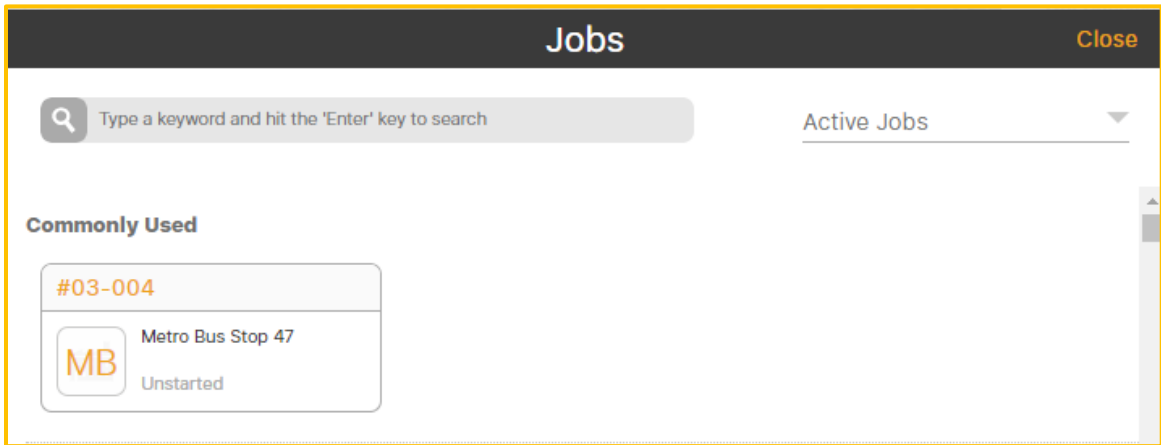 Jobs
Close
Type a keyword and hit the 'Enter' key to search
Active Jobs
Commonly Used
#03-004
MB
Metro Bus Stop 47
Unstarted